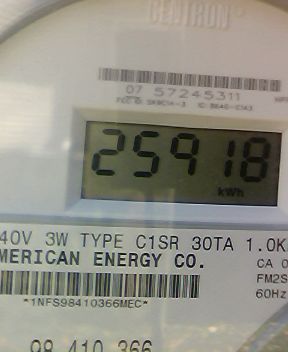 CENTRON
07 57245311
25918
kWh
40V 3W TYPE C1SR 30TA 1.0K
MERICAN ENERGY CO.
CA 0
FM2S
60Hz
*1NFS98410366MEC*
98 410 366